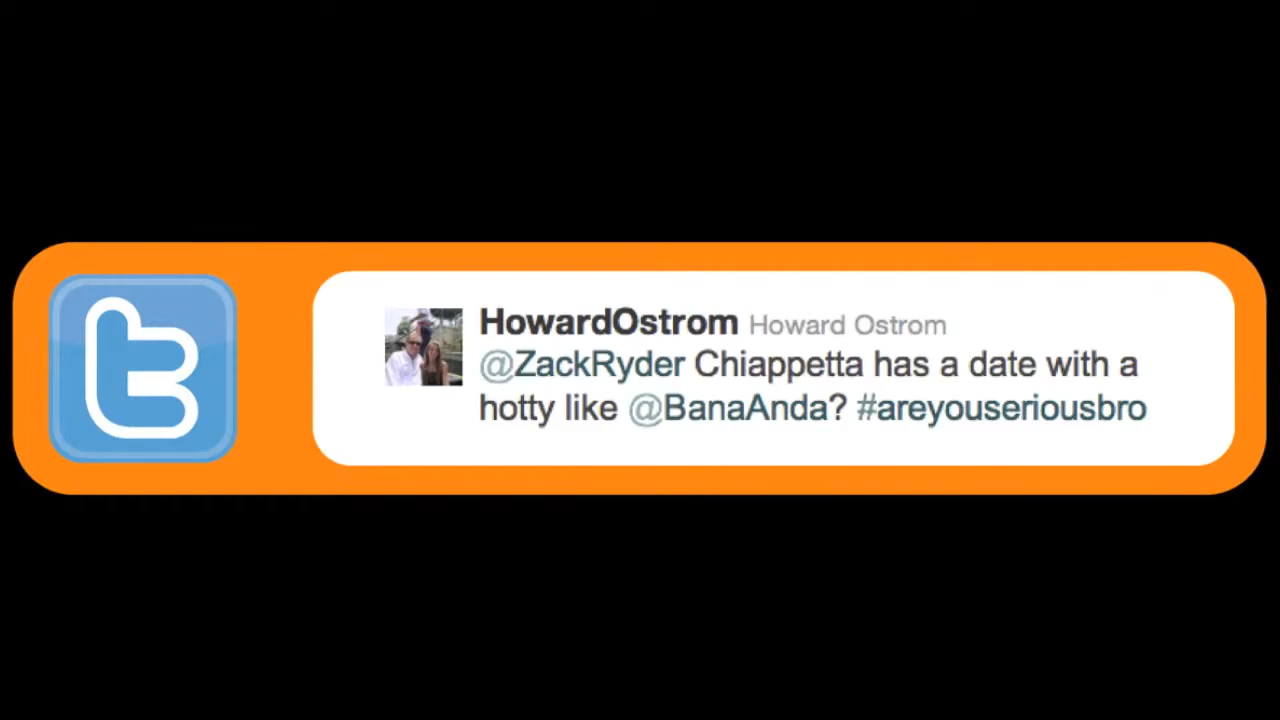 HowardOstrom Howard Ostrom
@ZackRyder Chiappetta has a date with a
hotty like @BanaAnda? #areyouseriousbro